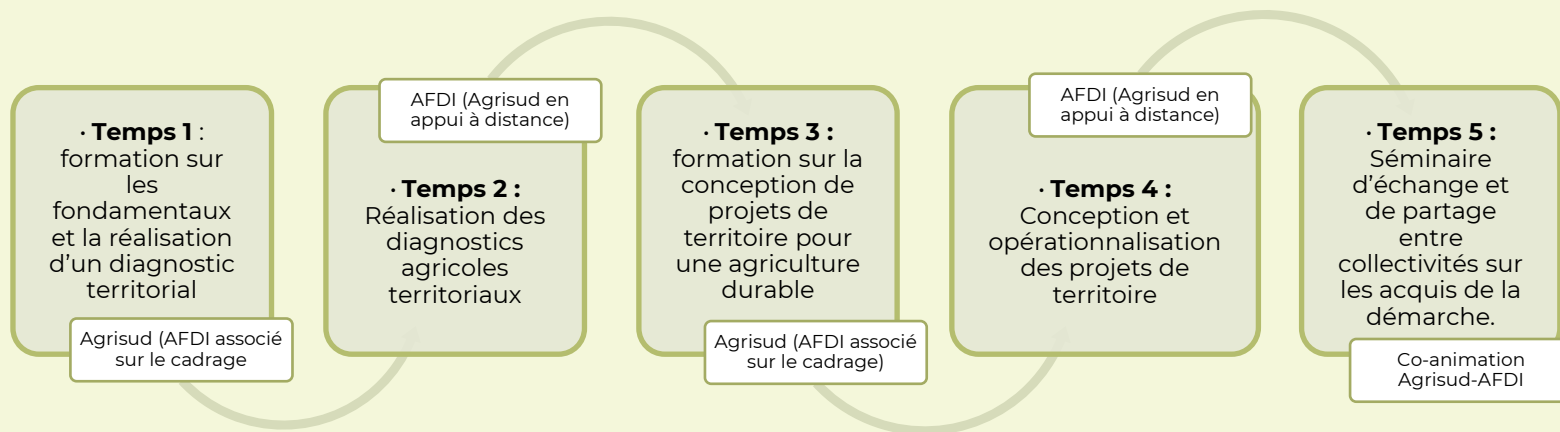 · Temps 1 :
formation sur
les
fondamentaux
et la réalisation
d’un diagnostic
territorial
Agrisud (AFDI associé
sur le cadrage
AFDI (Agrisud en
appui à distance)
· Temps 2 :
Réalisation des
diagnostics
agricoles
territoriaux
· Temps 3 :
formation sur la
conception de
projets de
territoire pour
une agriculture
durable
Agrisud (AFDI associé
sur le cadrage)
AFDI (Agrisud en
appui à distance)
· Temps 4 :
Conception et
opérationnalisation
des projets de
territoire
· Temps 5 :
Séminaire
d’échange et
de partage
entre
collectivités sur
les acquis de la
démarche.
Co-animation
Agrisud-AFDI